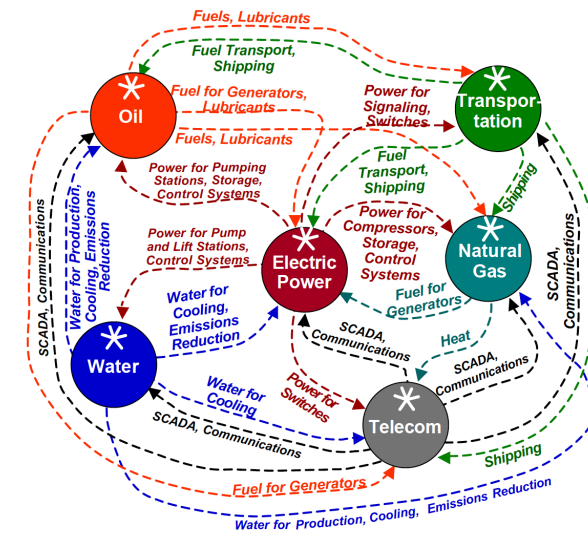 Fuels, Lubricants
Fuel Transport,
Shipping
Oil
Fuel for Generators,
Lubricants
Fuels, Lubricants
Power for
Signaling,
Switches
Transpor-
tation
Fuel
Transport,
Shipping
Shipping
Power for Pumping
Stations, Storage,
Control Systems
Power for
Compressors,
Storage,
Control
Systems
Natural
Gas
SCADA,
Communications
SCADA, Communications
Water for Production,
Cooling, Emissions
Reduction
Power for Pump
and Lift Stations,
Control Systems
Electric
Power
Fuel for
Generators
Water for
Cooling,
Emissions
Reduction
SCADA,
Communications
Heat
SCADA,
Communications
Water
Water for
Cooling
Power for
Switches
Telecom
SCADA, Communications
Shipping
Fuel for Generators
Water for Production, Cooling, Emissions Reduction